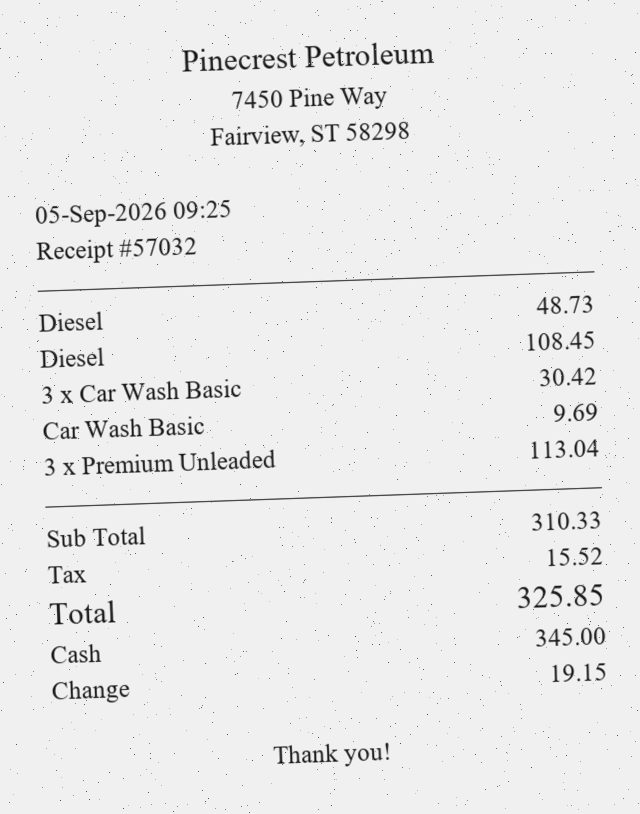 Pinecrest Petroleum
7450 Pine Way
Fairview, ST 58298
05-Sep-2026 09:25
Receipt #57032
Diesel 48.73
Diesel 108.45
3 x Car Wash Basic 30.42
Car Wash Basic 9.69
3 x Premium Unleaded 113.04
Sub Total 310.33
Tax 15.52
Total 325.85
Cash 345.00
Change 19.15
Thank you!